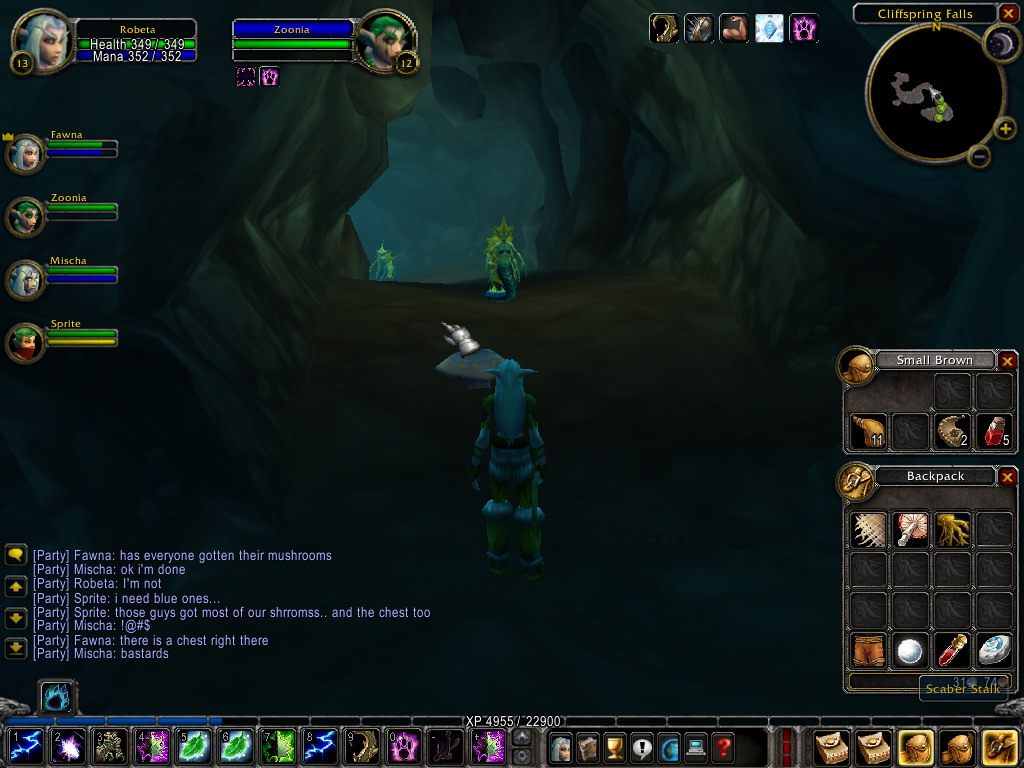 Robeta
Health 349 / 349
Mana 352 / 352
13
Zoonia
12
Cliffspring Falls
N
Fawna
Zoonia
Mischa
Sprite
Small Brown
11
2
5
Backpack
[Party] Fawna: has everyone gotten their mushrooms
[Party] Mischa: ok i'm done
[Party] Robeta: I'm not
[Party] Sprite: i need blue ones...
[Party] Sprite: those guys got most of our shrromss.. and the chest too
[Party] Mischa: !@#$
[Party] Fawna: there is a chest right there
[Party] Mischa: bastards
31 74
Scaber Stalk
XP 4955 / 22900
1 2 3 4 5 6 7 8 9 0